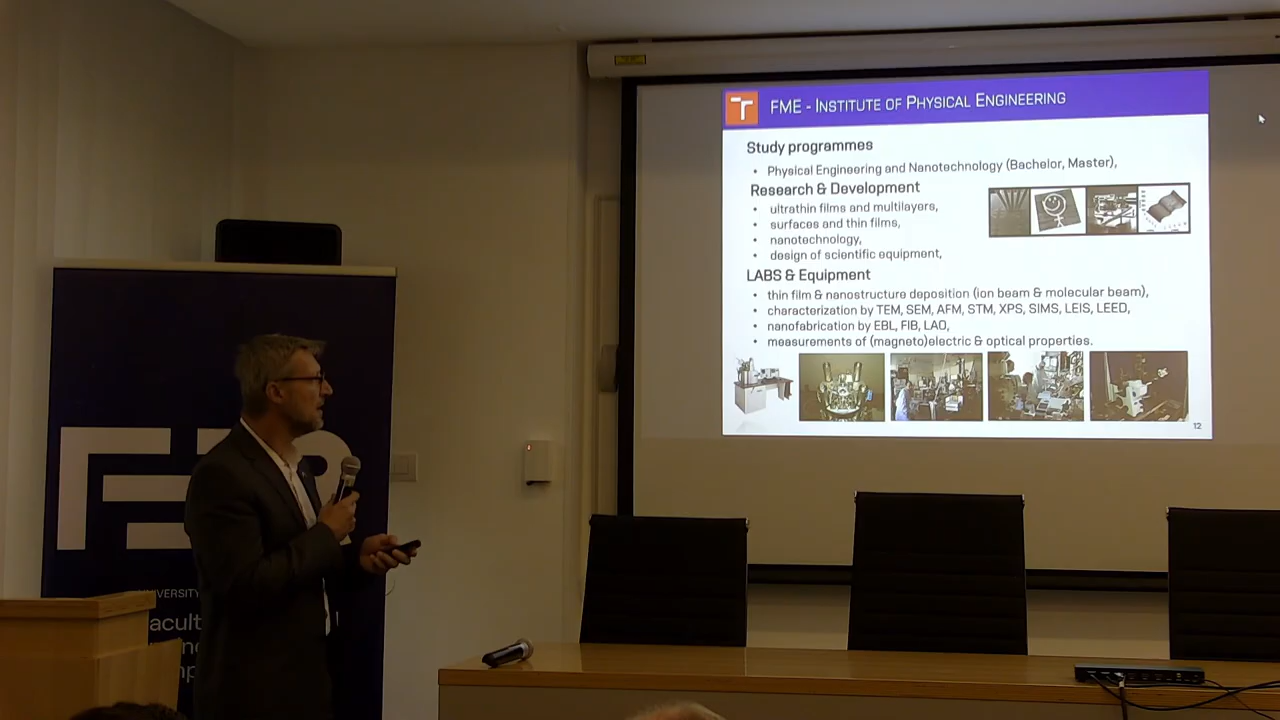 FME - INSTITUTE OF PHYSICAL ENGINEERING
Study programmes
• Physical Engineering and Nanotechnology (Bachelor, Master),
Research & Development
• ultrathin films and multilayers,
• surfaces and thin films,
• nanotechnology,
• design of scientific equipment,
LABS & Equipment
• thin film & nanostructure deposition (ion beam & molecular beam),
• characterization by TEM, SEM, AFM, STM, XPS, SIMS, LEIS, LEED,
• nanofabrication by EBL, FIB, LAO,
• measurements of (magneto)electric & optical properties.
12
UNIVERSITY
acult